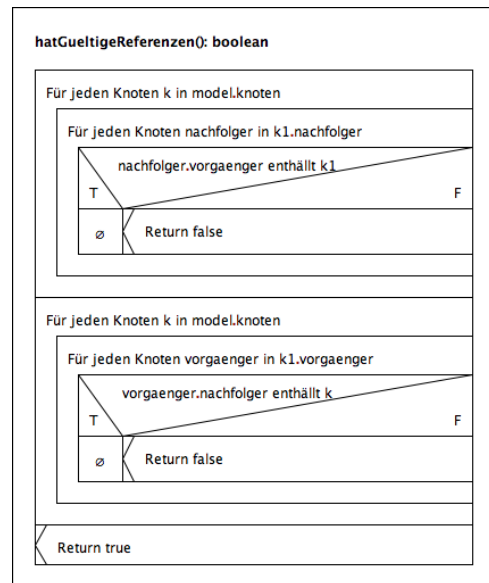 hatGueltigeReferenzen(): boolean
Für jeden Knoten k in model.knoten
Für jeden Knoten nachfolger in k1.nachfolger
nachfolger.vorgaenger enthällt k1
T
F
ø
Return false
Für jeden Knoten k in model.knoten
Für jeden Knoten vorgaenger in k1.vorgaenger
vorgaenger.nachfolger enthällt k
T
F
ø
Return false
Return true